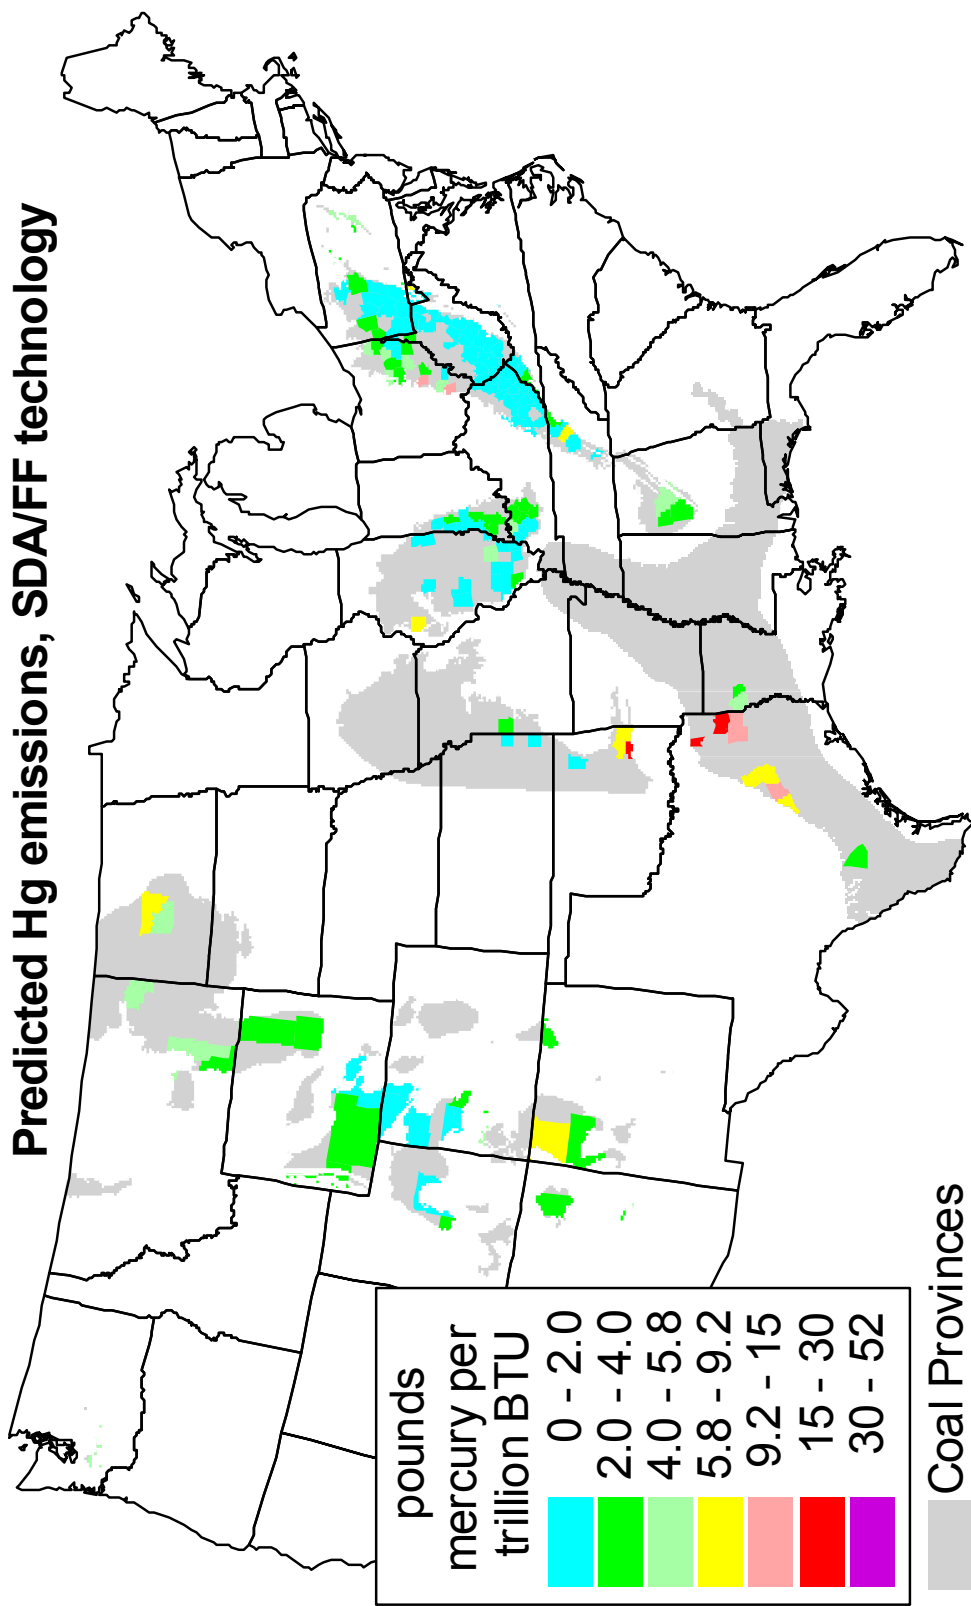 Predicted Hg emissions, SDA/FF technology
pounds
mercury per
trillion BTU
0 - 2.0
2.0 - 4.0
4.0 - 5.8
5.8 - 9.2
9.2 - 15
15 - 30
30 - 52
Coal Provinces